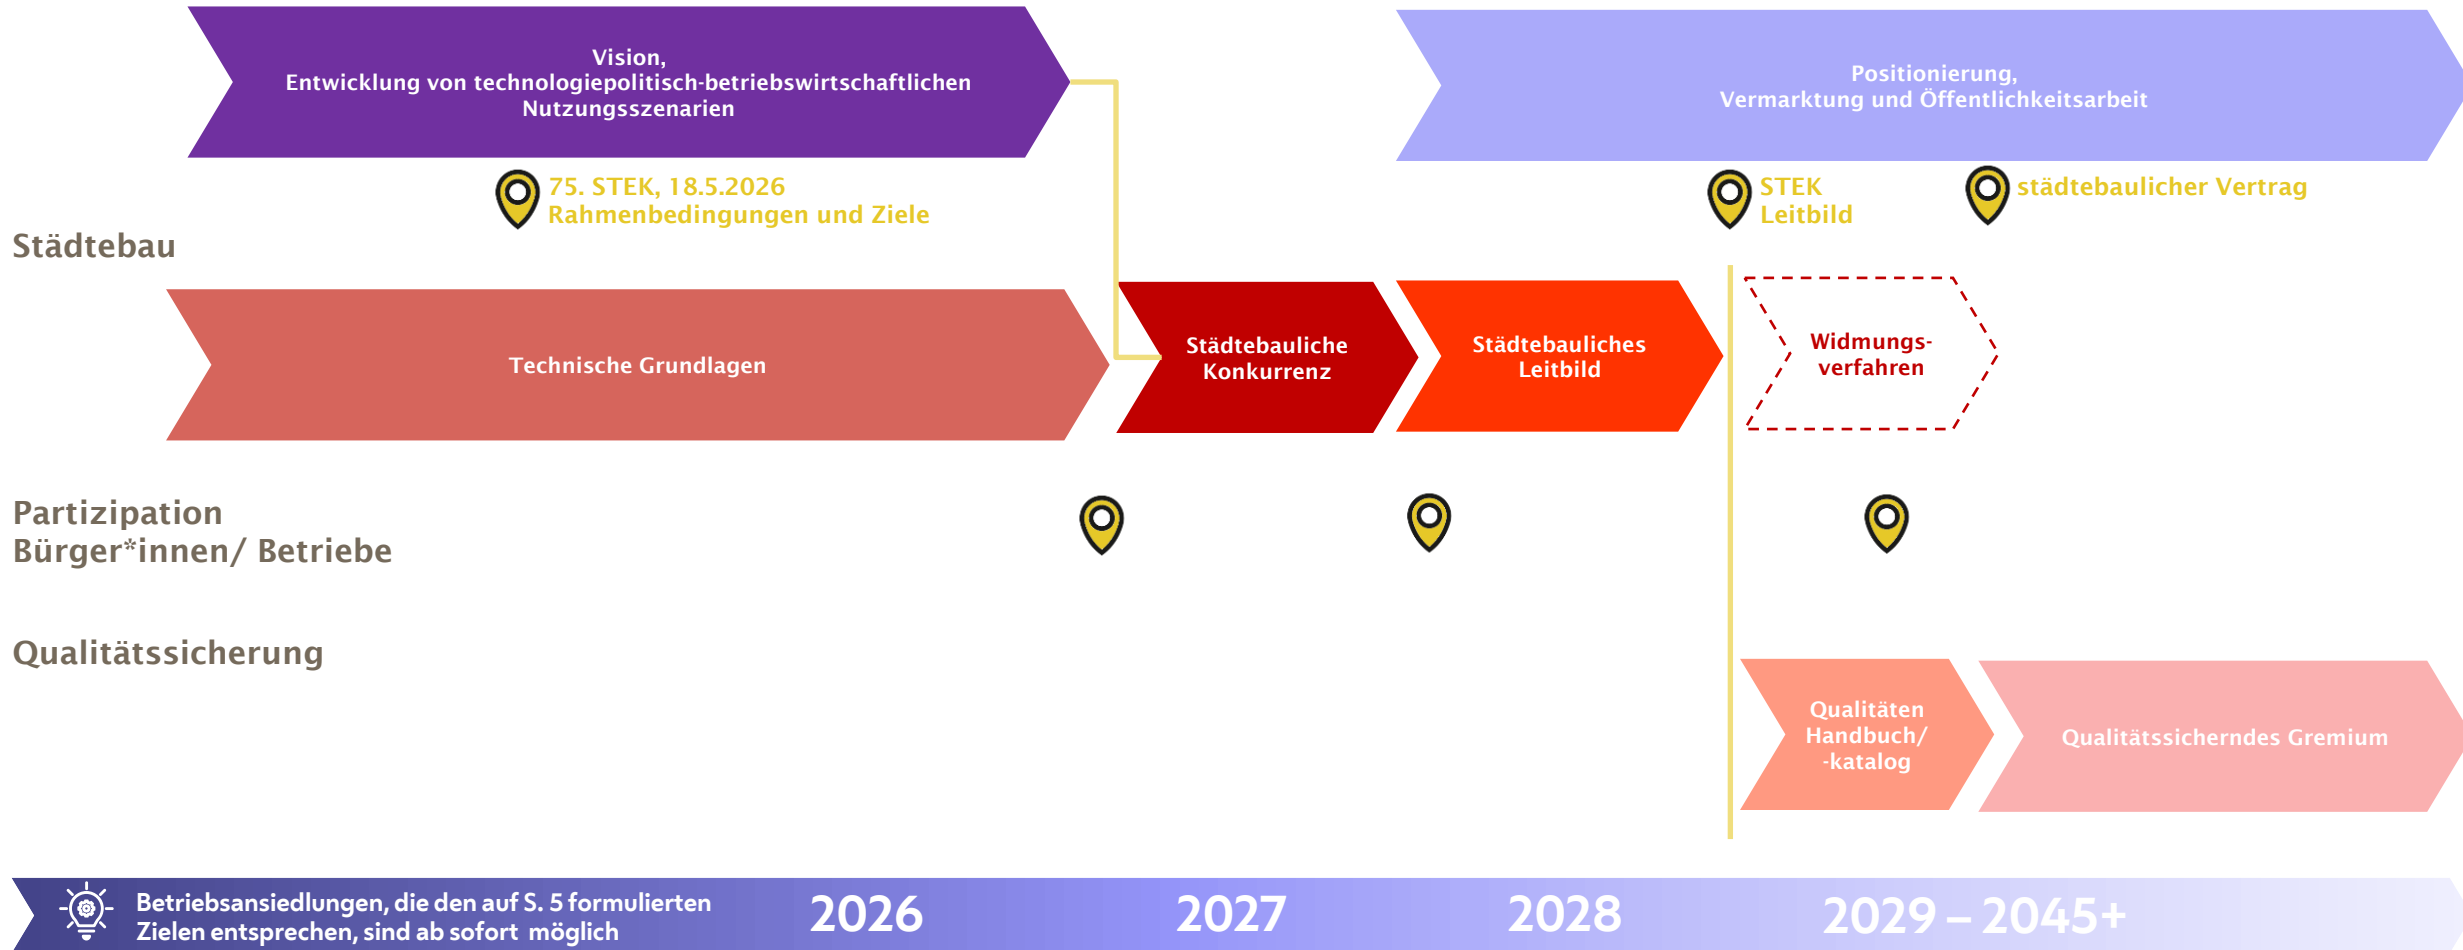 Vision,
Entwicklung von technologiepolitisch-betriebswirtschaftlichen
Nutzungsszenarien
Positionierung,
Vermarktung und Öffentlichkeitsarbeit
75. STEK, 18.5.2026
Rahmenbedingungen und Ziele
STEK
Leitbild
städtebaulicher Vertrag
Städtebau
Technische Grundlagen
Städtebauliche
Konkurrenz
Städtebauliches
Leitbild
Widmungs-
verfahren
Partizipation
Bürger*innen/ Betriebe
Qualitätssicherung
Qualitäten
Handbuch/
-katalog
Qualitätssicherndes Gremium
Betriebsansiedlungen, die den auf S. 5 formulierten
Zielen entsprechen, sind ab sofort möglich
2026
2027
2028
2029 – 2045+